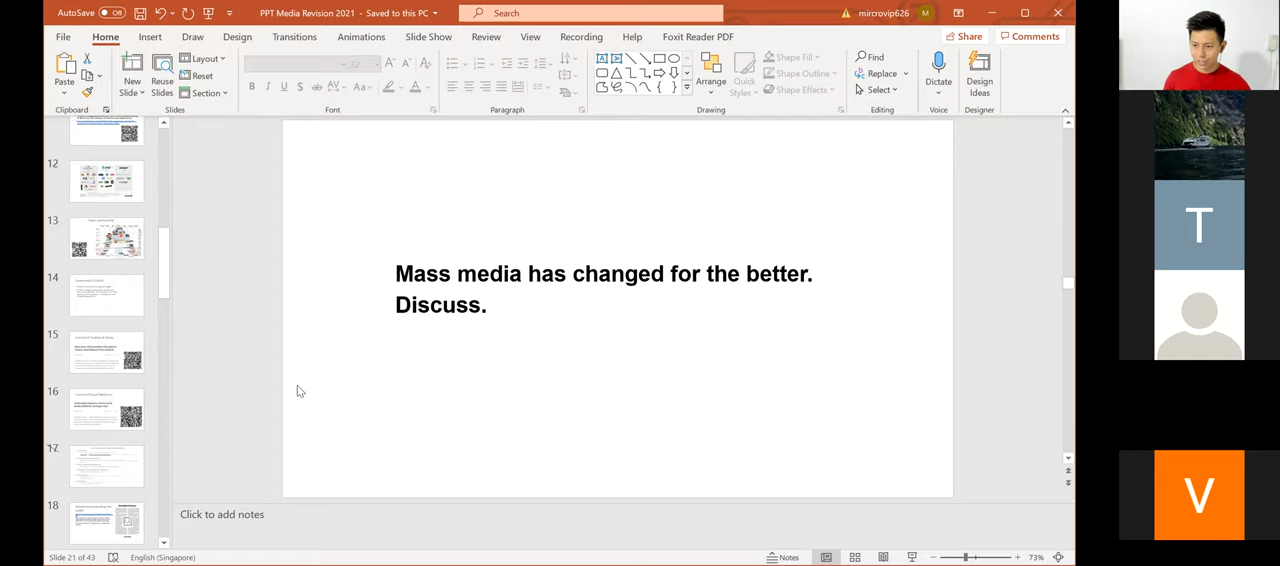 AutoSave Off PPT Media Revision 2021 - Saved to this PC Search mircrovip626 M
File Home Insert Draw Design Transitions Animations Slide Show Review View Recording Help Foxit Reader PDF Share Comments
Paste New Slide Reuse Slides Layout Reset Section 32 Arrange Quick Styles Shape Fill Shape Outline Shape Effects Find Replace Select Dictate Design Ideas
Clipboard Slides Font Paragraph Drawing Editing Voice Designer
12
13
14
15
16
17
18
Mass media has changed for the better.
Discuss.
Click to add notes
Slide 21 of 43 English (Singapore) Notes 73%
T
V